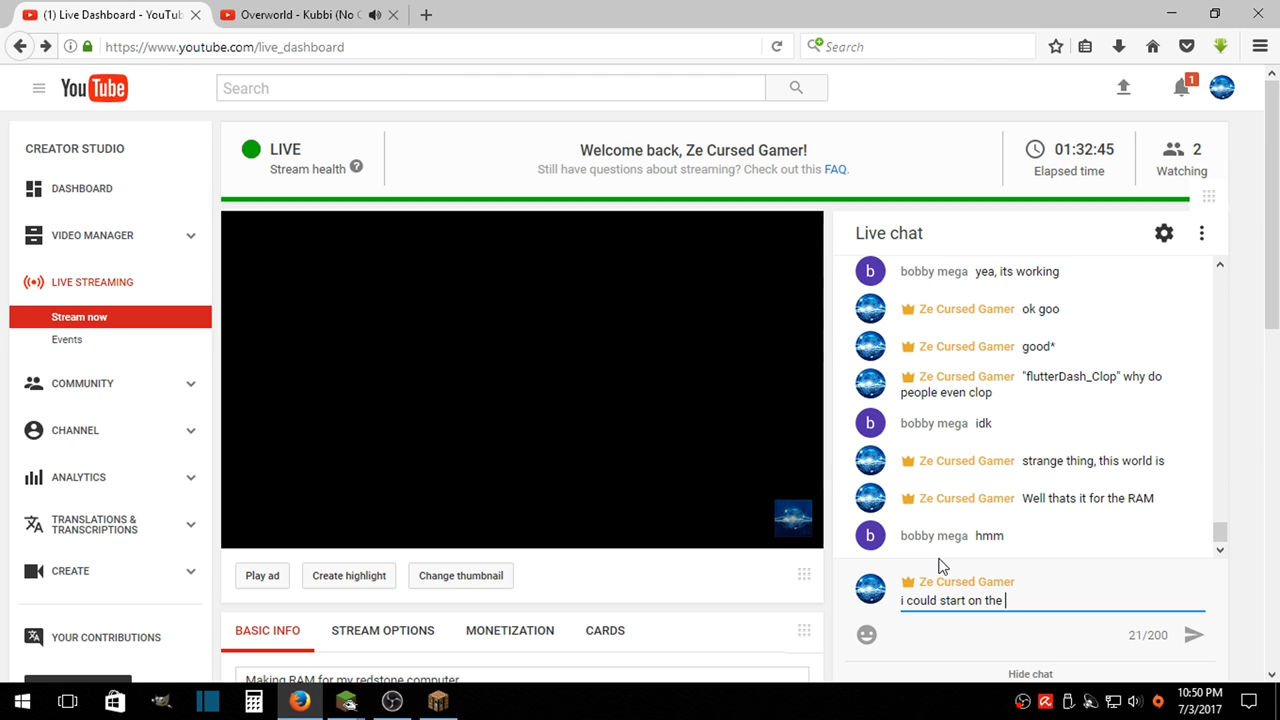 (1) Live Dashboard - YouTu
Overworld - Kubbi (No C
https://www.youtube.com/live_dashboard
Search
YouTube
Search
1
CREATOR STUDIO
DASHBOARD
VIDEO MANAGER
LIVE STREAMING
Stream now
Events
COMMUNITY
CHANNEL
ANALYTICS
TRANSLATIONS &
TRANSCRIPTIONS
CREATE
YOUR CONTRIBUTIONS
LIVE
Stream health ?
Welcome back, Ze Cursed Gamer!
Still have questions about streaming? Check out this FAQ.
01:32:45
Elapsed time
2
Watching
Play ad
Create highlight
Change thumbnail
BASIC INFO
STREAM OPTIONS
MONETIZATION
CARDS
Making RAM for my redstone computer
Live chat
b bobby mega yea, its working
Ze Cursed Gamer ok goo
Ze Cursed Gamer good*
Ze Cursed Gamer "flutterDash_Clop" why do
people even clop
b bobby mega idk
Ze Cursed Gamer strange thing, this world is
Ze Cursed Gamer Well thats it for the RAM
b bobby mega hmm
Ze Cursed Gamer
i could start on the
21/200
Hide chat
10:50 PM
7/3/2017